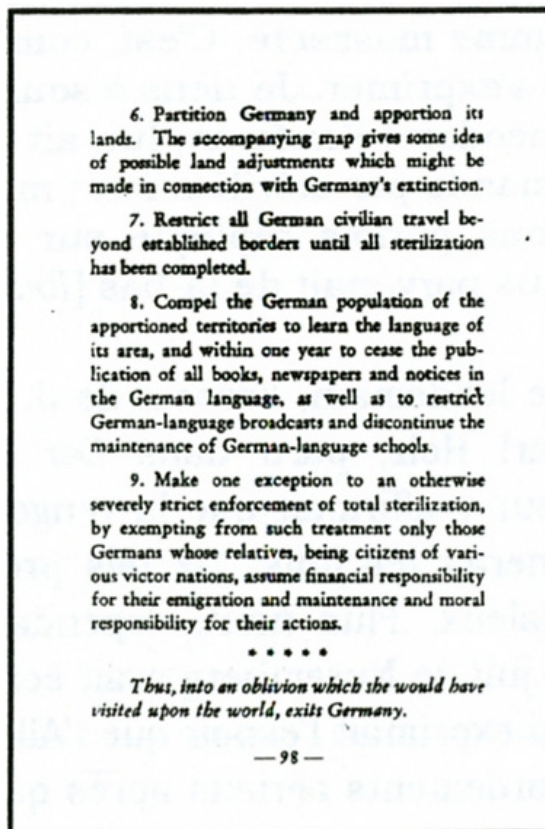 6. Partition Germany and apportion its
lands. The accompanying map gives some idea
of possible land adjustments which might be
made in connection with Germany's extinction.
7. Restrict all German civilian travel be-
yond established borders until all sterilization
has been completed.
8. Compel the German population of the
apportioned territories to learn the language of
its area, and within one year to cease the pub-
lication of all books, newspapers and notices in
the German language, as well as to restrict
German-language broadcasts and discontinue the
maintenance of German-language schools.
9. Make one exception to an otherwise
severely strict enforcement of total sterilization,
by exempting from such treatment only those
Germans whose relatives, being citizens of vari-
ous victor nations, assume financial responsibility
for their emigration and maintenance and moral
responsibility for their actions.
* * * * *
Thus, into an oblivion which she would have
visited upon the world, exits Germany.
— 98 —